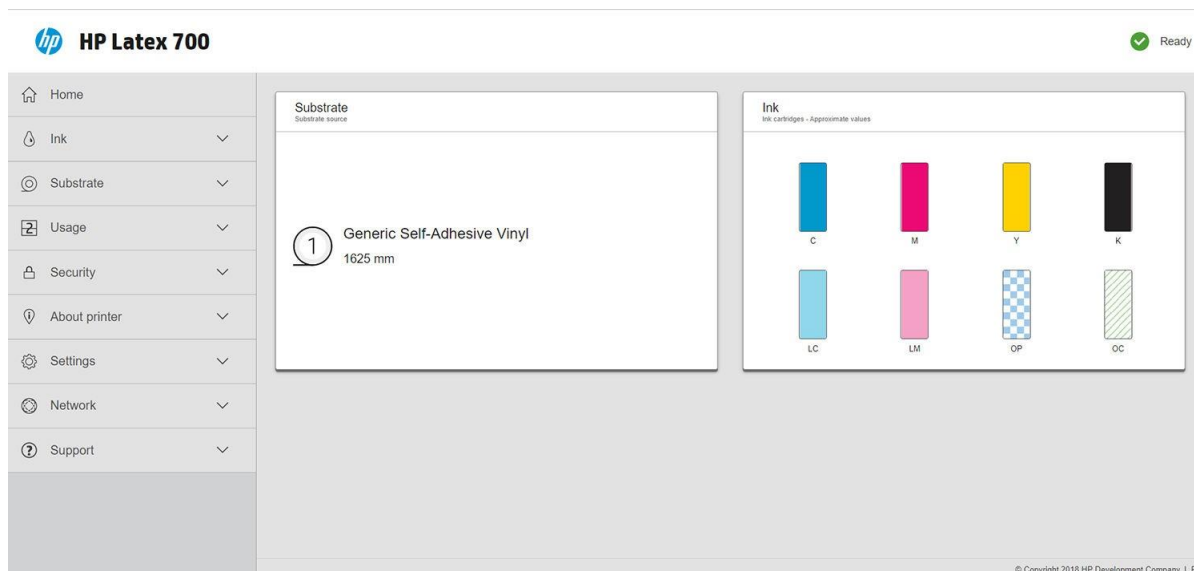 hp HP Latex 700
Ready
Home
Ink
Substrate
2 Usage
Security
About printer
Settings
Network
Support
Substrate
Substrate source
1
Generic Self-Adhesive Vinyl
1625 mm
Ink
Ink cartridges - Approximate values
C M Y K
LC LM OP OC
© Copyright 2018 HP Development Company, L